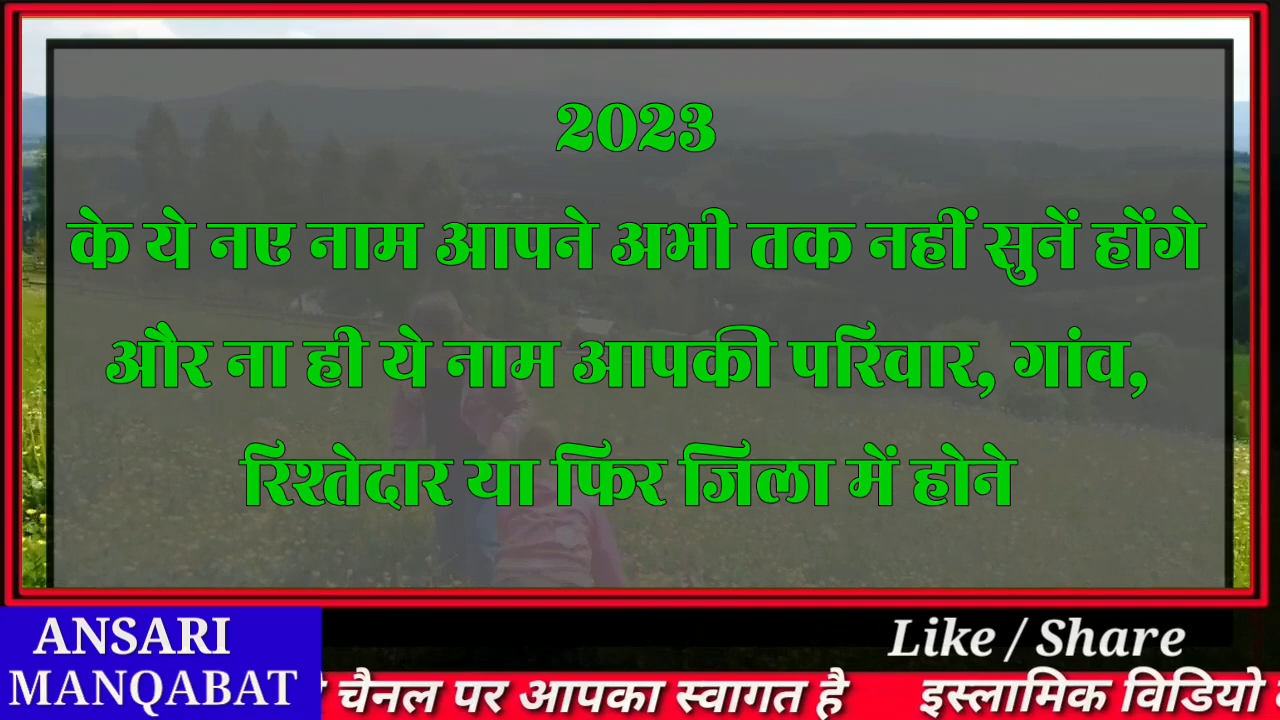 2023
के ये नए नाम आपने अभी तक नहीं सुनें होंगे
और ना ही ये नाम आपकी परिवार, गांव,
रिश्तेदार या फिर जिला में होने
ANSARI
MANQABAT
Like / Share
चैनल पर आपका स्वागत है इस्लामिक विडियो